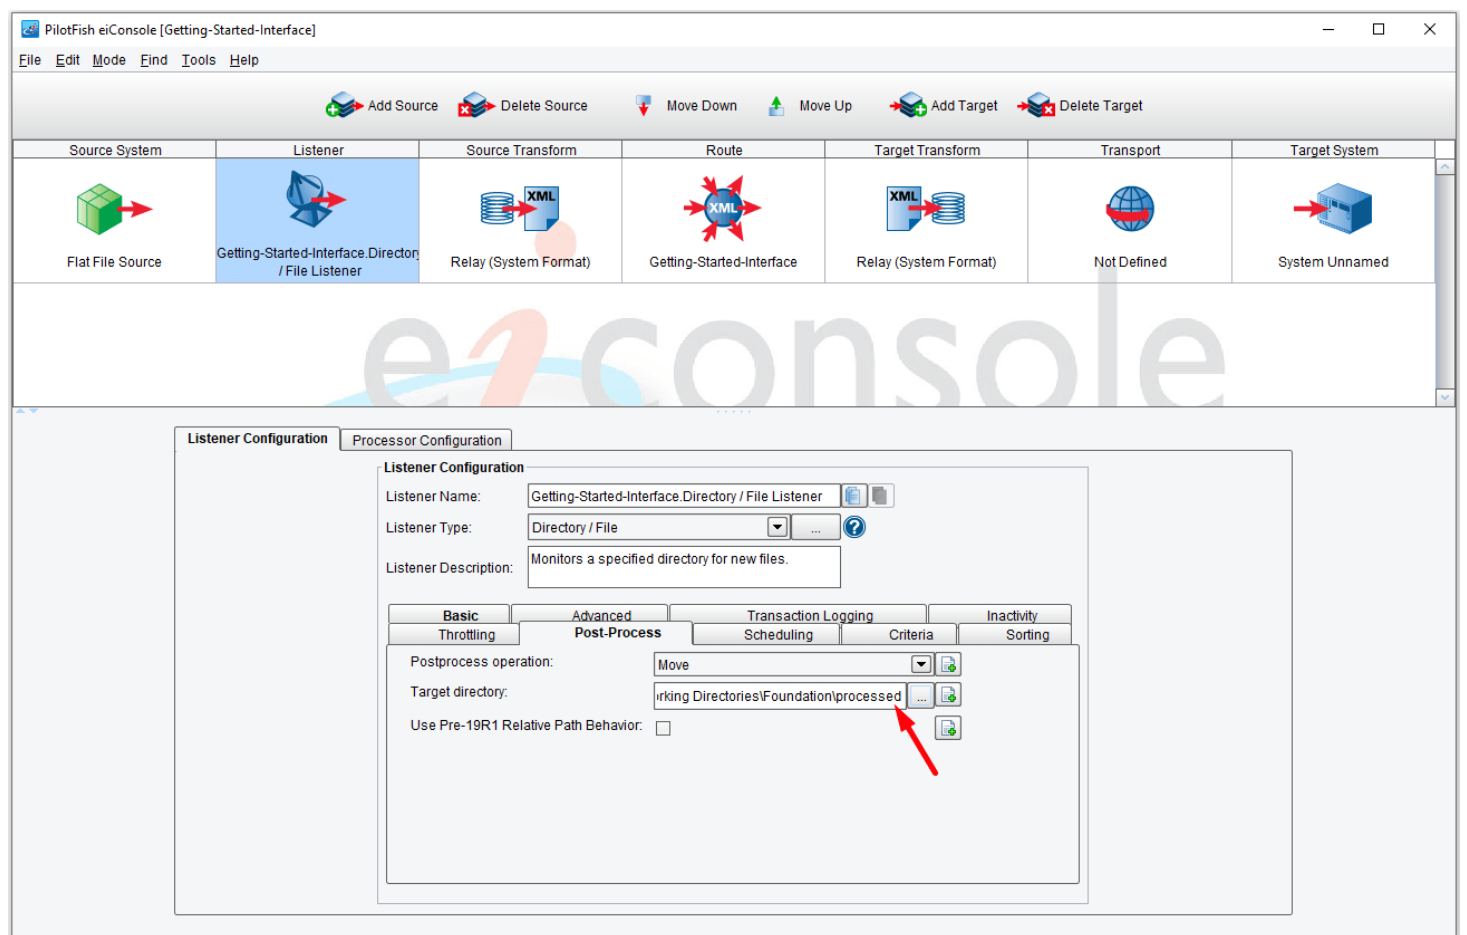 PilotFish eiConsole [Getting-Started-Interface]
File Edit Mode Find Tools Help
Add Source Delete Source Move Down Move Up Add Target Delete Target
Source System Listener Source Transform Route Target Transform Transport Target System
XML XML XML
Getting-Started-Interface.Director
Flat File Source / File Listener Relay (System Format) Getting-Started-Interface Relay (System Format) Not Defined System Unnamed
eiconsole
Listener Configuration Processor Configuration
Listener Configuration
Listener Name: Getting-Started-Interface.Directory / File Listener
Listener Type: Directory / File ... ?
Listener Description: Monitors a specified directory for new files.
Basic Advanced Transaction Logging Inactivity
Throttling Post-Process Scheduling Criteria Sorting
Postprocess operation: Move
Target directory: rking Directories\Foundation\processed ...
Use Pre-19R1 Relative Path Behavior: